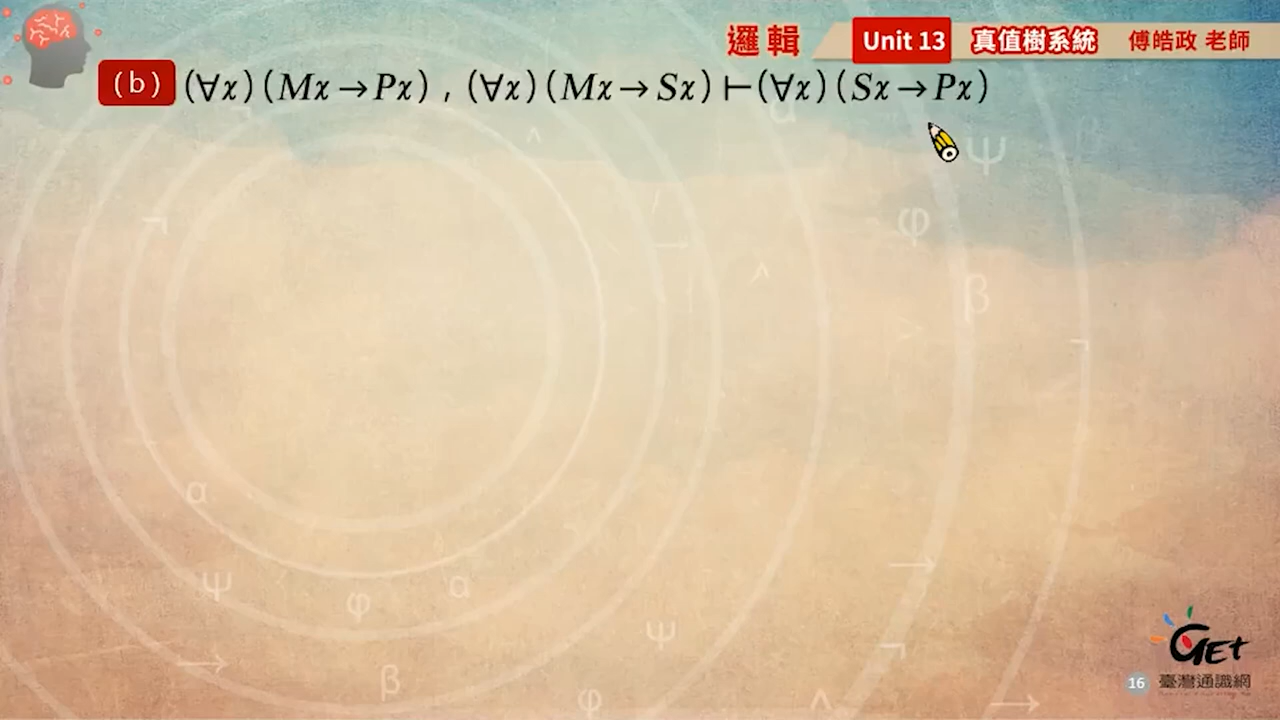 邏輯 Unit 13 真值樹系統 傅皓政 老師
(b) (∀x)(Mx→Px), (∀x)(Mx→Sx)⊢(∀x)(Sx→Px)
α
^
Ψ
β
¬
φ
→
^
β
>
¬
α
→
Ψ
φ
α
Ψ
¬
→
β
φ
^
→
GET
16 臺灣通識網